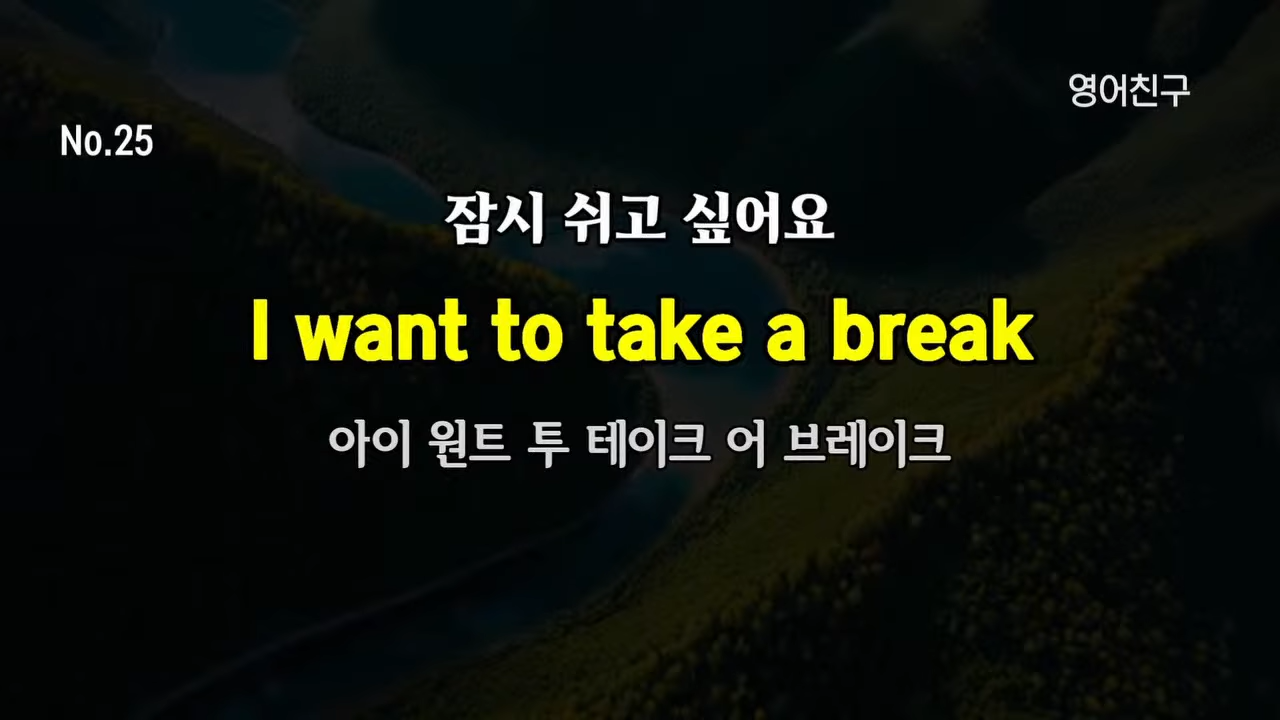 영어친구
No.25
잠시 쉬고 싶어요
I want to take a break
아이 원트 투 테이크 어 브레이크